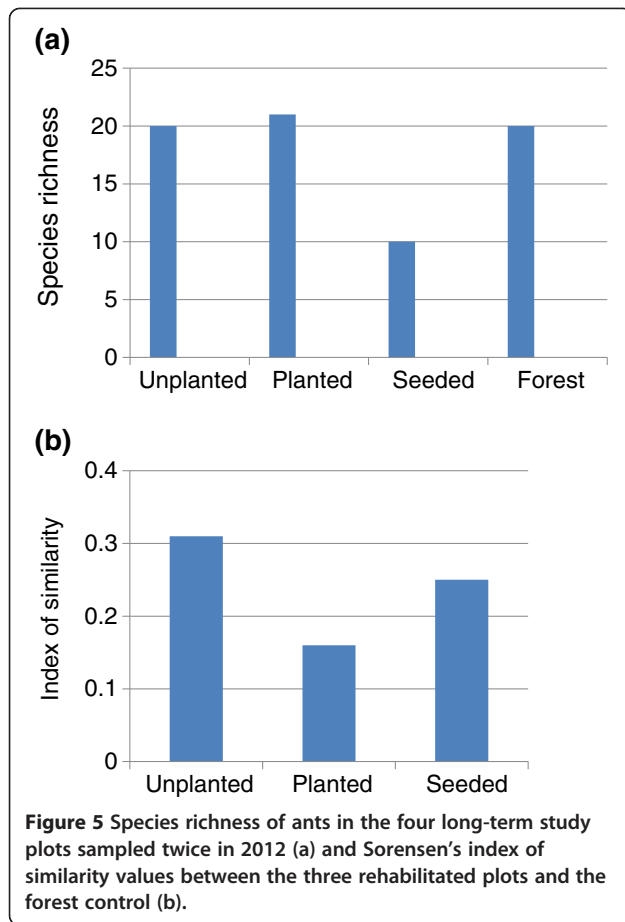 (a)
Species richness
25
20
15
10
5
0
Unplanted Planted Seeded Forest
(b)
Index of similarity
0.4
0.3
0.2
0.1
0
Unplanted Planted Seeded
Figure 5 Species richness of ants in the four long-term study
plots sampled twice in 2012 (a) and Sorensen's index of
similarity values between the three rehabilitated plots and the
forest control (b).